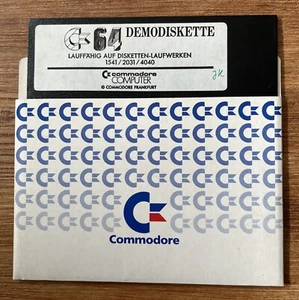 C= 64 DEMODISKETTE
LAUFFÄHIG AUF DISKETTEN-LAUFWERKEN
1541/2031/4040
commodore
COMPUTER
© COMMODORE FRANKFURT
Commodore